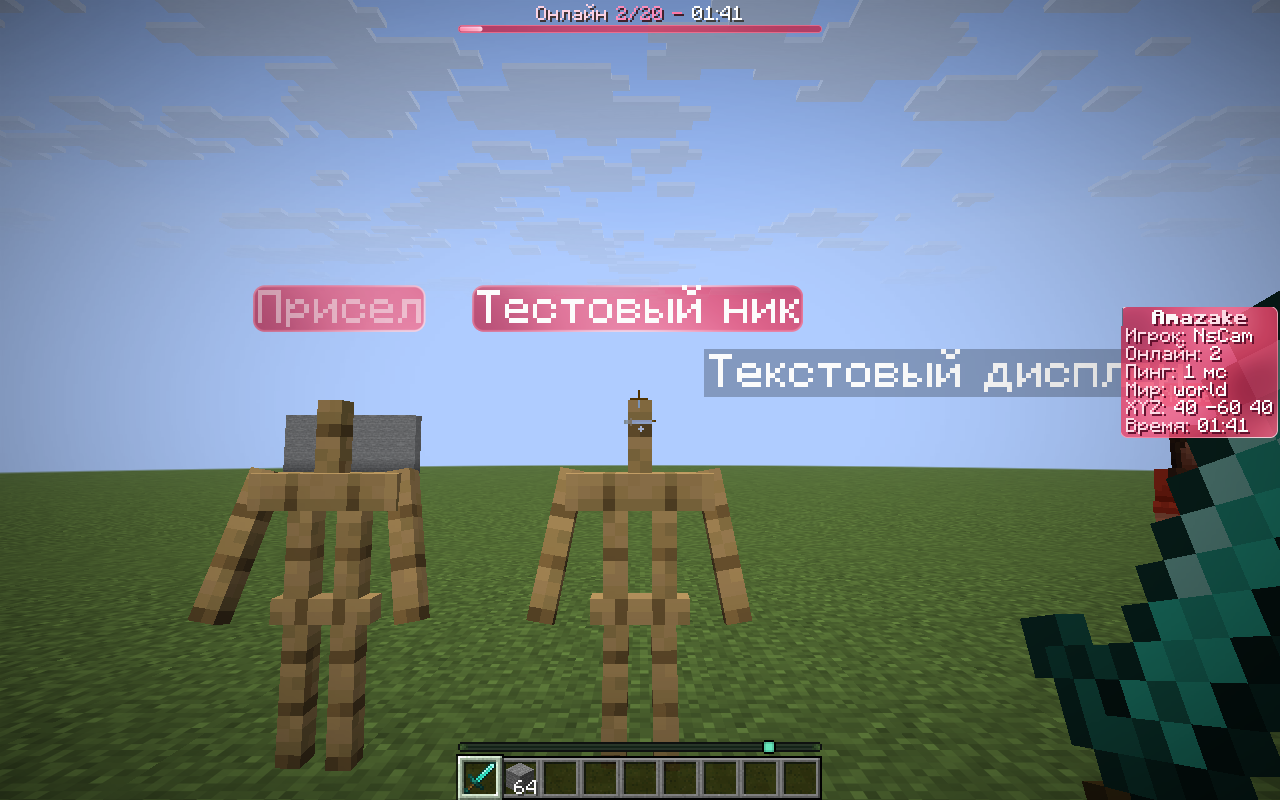 Онлайн 2/20 - 01:41
Присел
Тестовый ник
Текстовый диспл
Amazake
Игрок: NsCam
Онлайн: 2
Пинг: 1 мс
Мир: world
XYZ: 40 -60 40
Время: 01:41
64